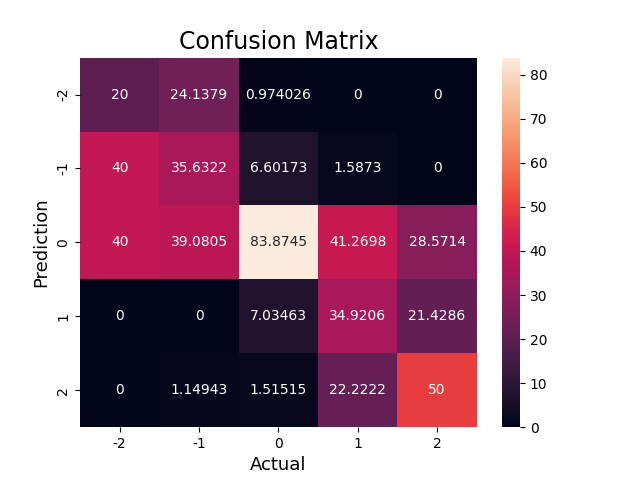 Confusion Matrix
-2 20 24.1379 0.974026 0 0
-1 40 35.6322 6.60173 1.5873 0
0 40 39.0805 83.8745 41.2698 28.5714
1 0 0 7.03463 34.9206 21.4286
2 0 1.14943 1.51515 22.2222 50
-2 -1 0 1 2
Actual
Prediction
80
70
60
50
40
30
20
10
0